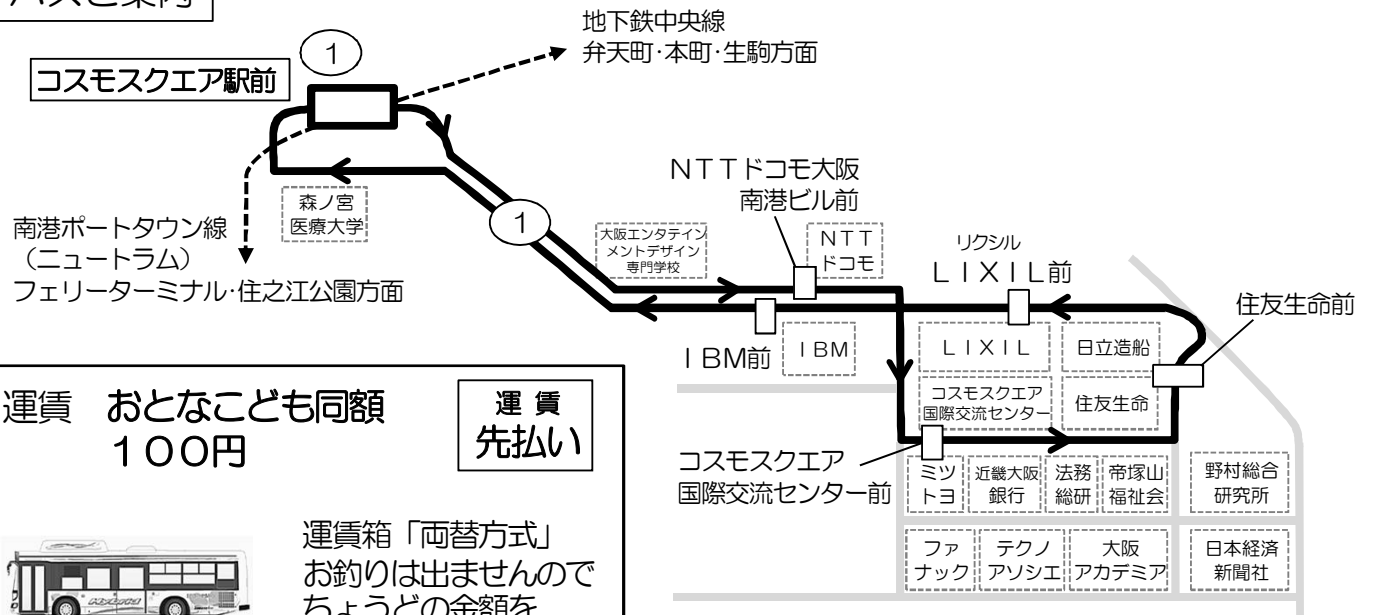 バスご案内
地下鉄中央線
弁天町・本町・生駒方面
①
コスモスクエア駅前
南港ポートタウン線
（ニュートラム）
フェリーターミナル・住之江公園方面
森ノ宮
医療大学
①
大阪エンタテイン
メントデザイン
専門学校
ＮＴＴドコモ大阪
南港ビル前
ＮＴＴ
ドコモ
リクシル
ＬＩＸＩＬ前
住友生命前
ＩＢＭ前
ＩＢＭ
ＬＩＸＩＬ
日立造船
コスモスクエア
国際交流センター
住友生命
コスモスクエア
国際交流センター前
ミツ
トヨ
近畿大阪
銀行
法務
総研
帝塚山
福祉会
野村総合
研究所
ファ
ナック
テクノ
アソシエ
大阪
アカデミア
日本経済
新聞社
運賃　おとなこども同額
１００円
運賃
先払い
運賃箱「両替方式」
お釣りは出ませんので
ちょうどの金額を